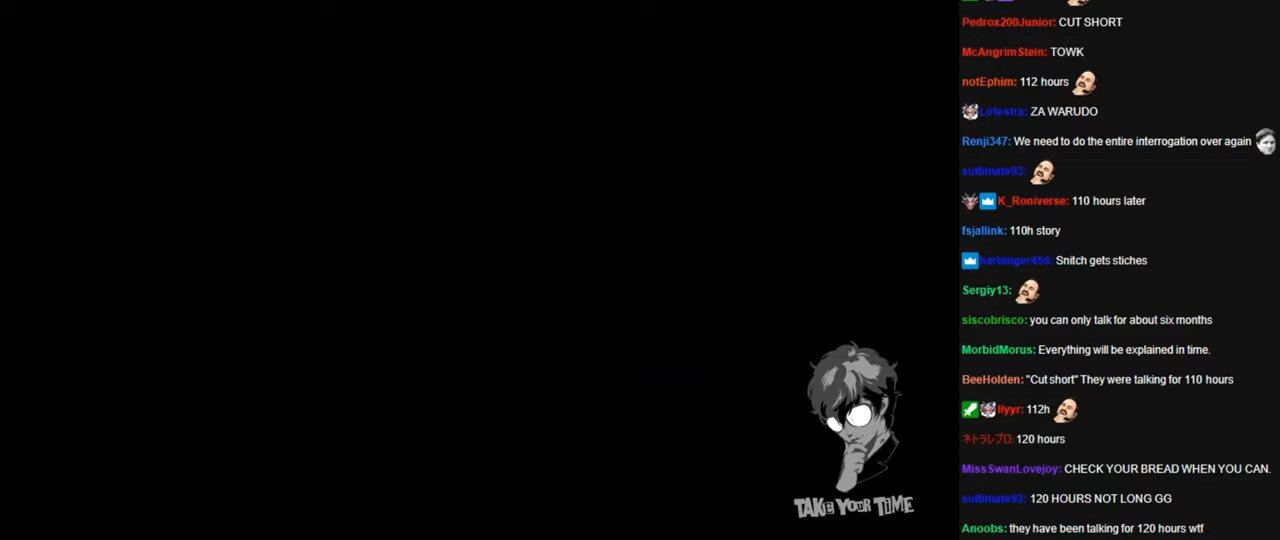 Pedrox200Junior: CUT SHORT
McAngrimStein: TOWK
notEphim: 112 hours
Lirlestra: ZA WARUDO
Renji347: We need to do the entire interrogation over again
sultimate93:
K_Roniverse: 110 hours later
fsjallink: 110h story
harbinger456: Snitch gets stiches
Sergiy13:
siscobrisco: you can only talk for about six months
MorbidMorus: Everything will be explained in time.
BeeHolden: "Cut short" They were talking for 110 hours
llyyr: 112h
ネトラレブロ: 120 hours
MissSwanLovejoy: CHECK YOUR BREAD WHEN YOU CAN.
sultimate93: 120 HOURS NOT LONG GG
Anoobs: they have been talking for 120 hours wtf
TAKE YOUR TIME